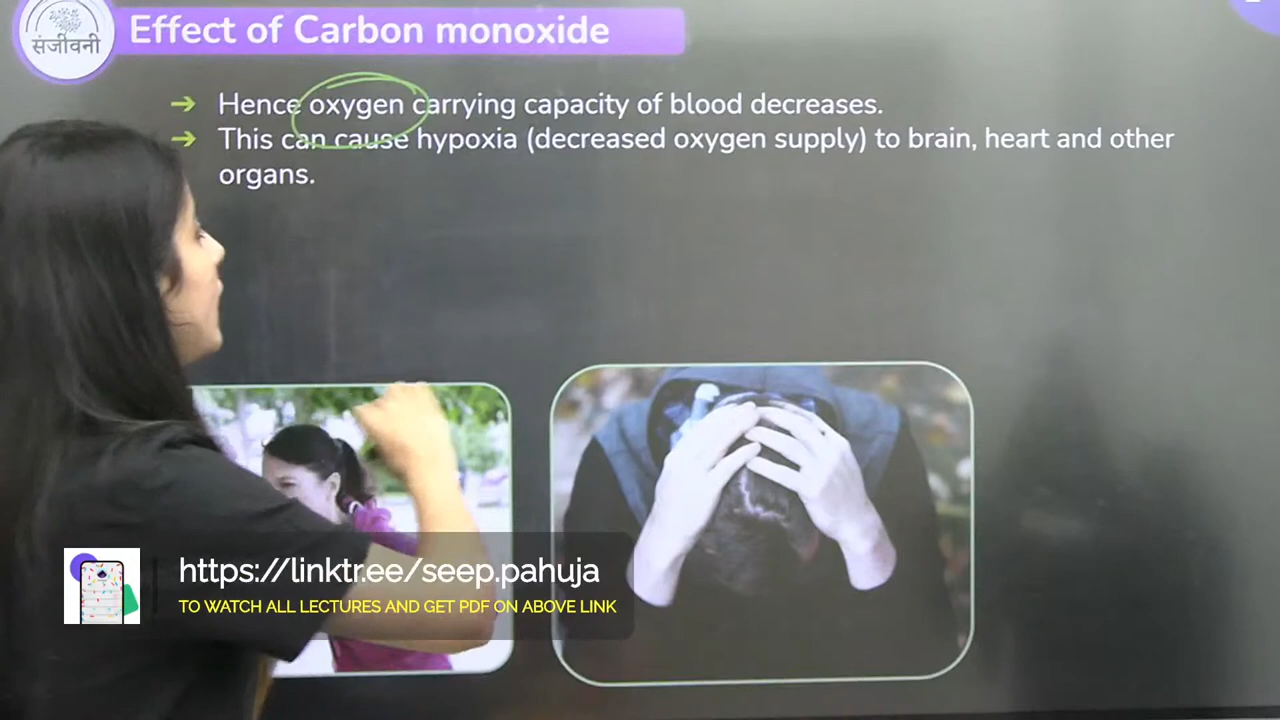 संजीवनी
Effect of Carbon monoxide
➔ Hence oxygen carrying capacity of blood decreases.
➔ This can cause hypoxia (decreased oxygen supply) to brain, heart and other
organs.
https://linktr.ee/seep.pahuja
TO WATCH ALL LECTURES AND GET PDF ON ABOVE LINK